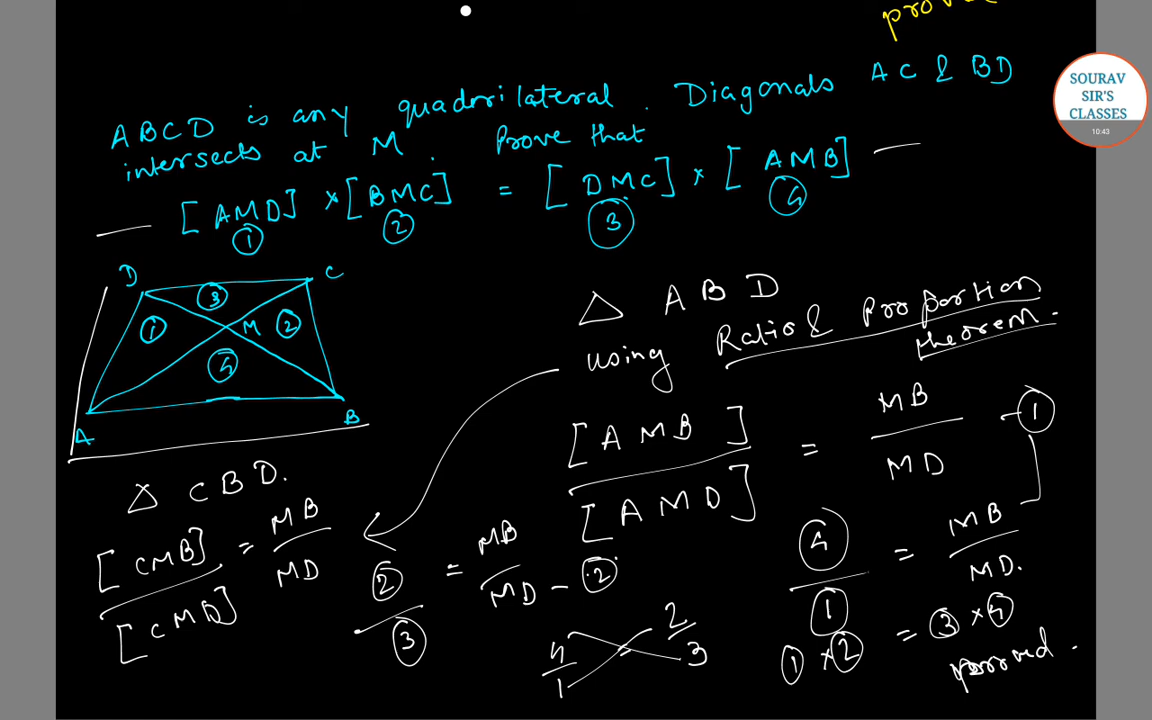 prove
SOURAV
SIR'S
CLASSES
10:43
ABCD is any quadrilateral. Diagonals AC & BD
intersects at M. Prove that
[AMD] × [BMC] = [DMC] × [AMB]
① ② ③ ④
D C
③
① M ②
④
A B
△ ABD
using Ratio & Proportion
theorem.
[AMB] / [AMD] = MB / MD - ①
④ / ① = MB / MD.
△ CBD.
[CMB] / [CMD] = MB / MD
② / ③ = MB / MD - ②
4 / 1 = 2 / 3
① × ② = ③ × ④
proved.